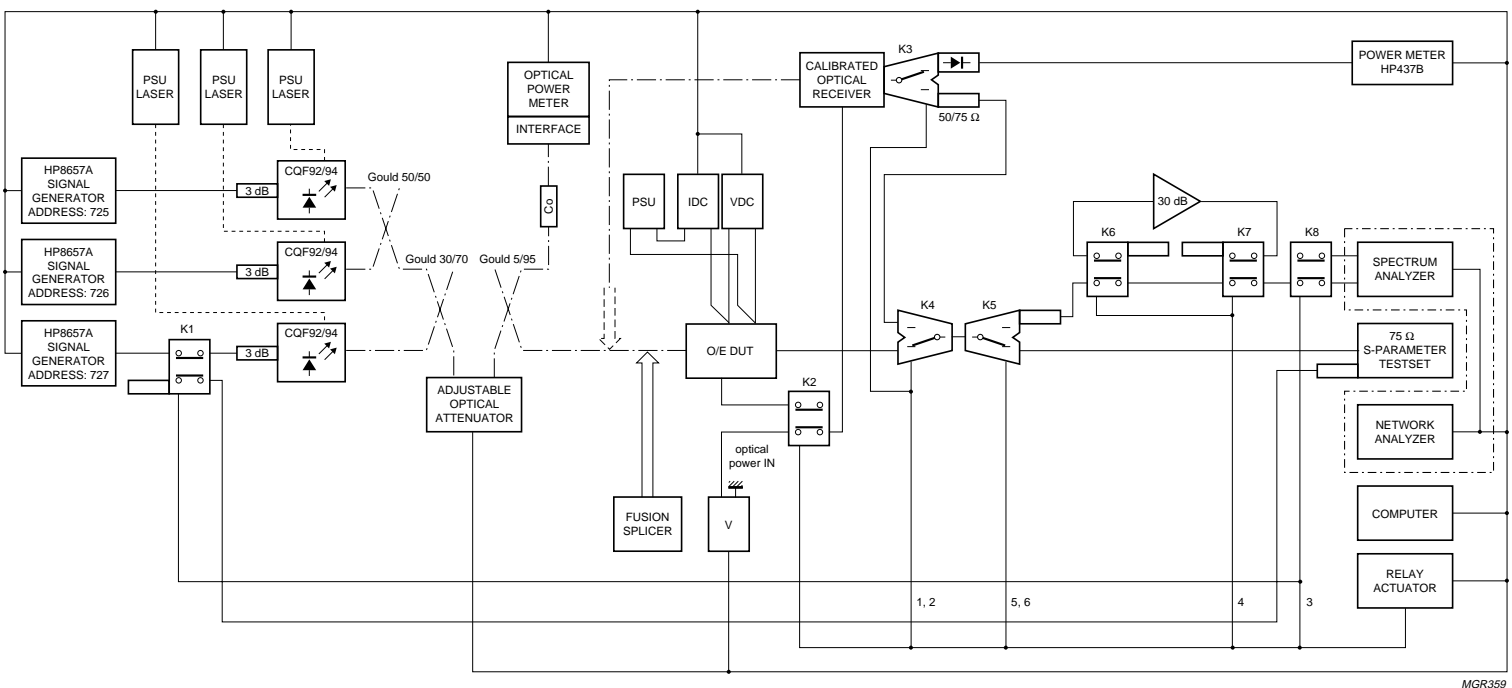 PSU
LASER
PSU
LASER
PSU
LASER
OPTICAL
POWER
METER
INTERFACE
CALIBRATED
OPTICAL
RECEIVER
K3
50/75 Ω
POWER METER
HP437B
HP8657A
SIGNAL
GENERATOR
ADDRESS: 725
3 dB
CQF92/94
Gould 50/50
HP8657A
SIGNAL
GENERATOR
ADDRESS: 726
3 dB
CQF92/94
HP8657A
SIGNAL
GENERATOR
ADDRESS: 727
K1
3 dB
CQF92/94
Gould 30/70
Gould 5/95
Co
PSU
IDC
VDC
30 dB
K6
K7
K8
SPECTRUM
ANALYZER
K4
K5
O/E DUT
75 Ω
S-PARAMETER
TESTSET
ADJUSTABLE
OPTICAL
ATTENUATOR
K2
NETWORK
ANALYZER
optical
power IN
FUSION
SPLICER
V
COMPUTER
RELAY
ACTUATOR
1, 2
5, 6
4
3
MGR359